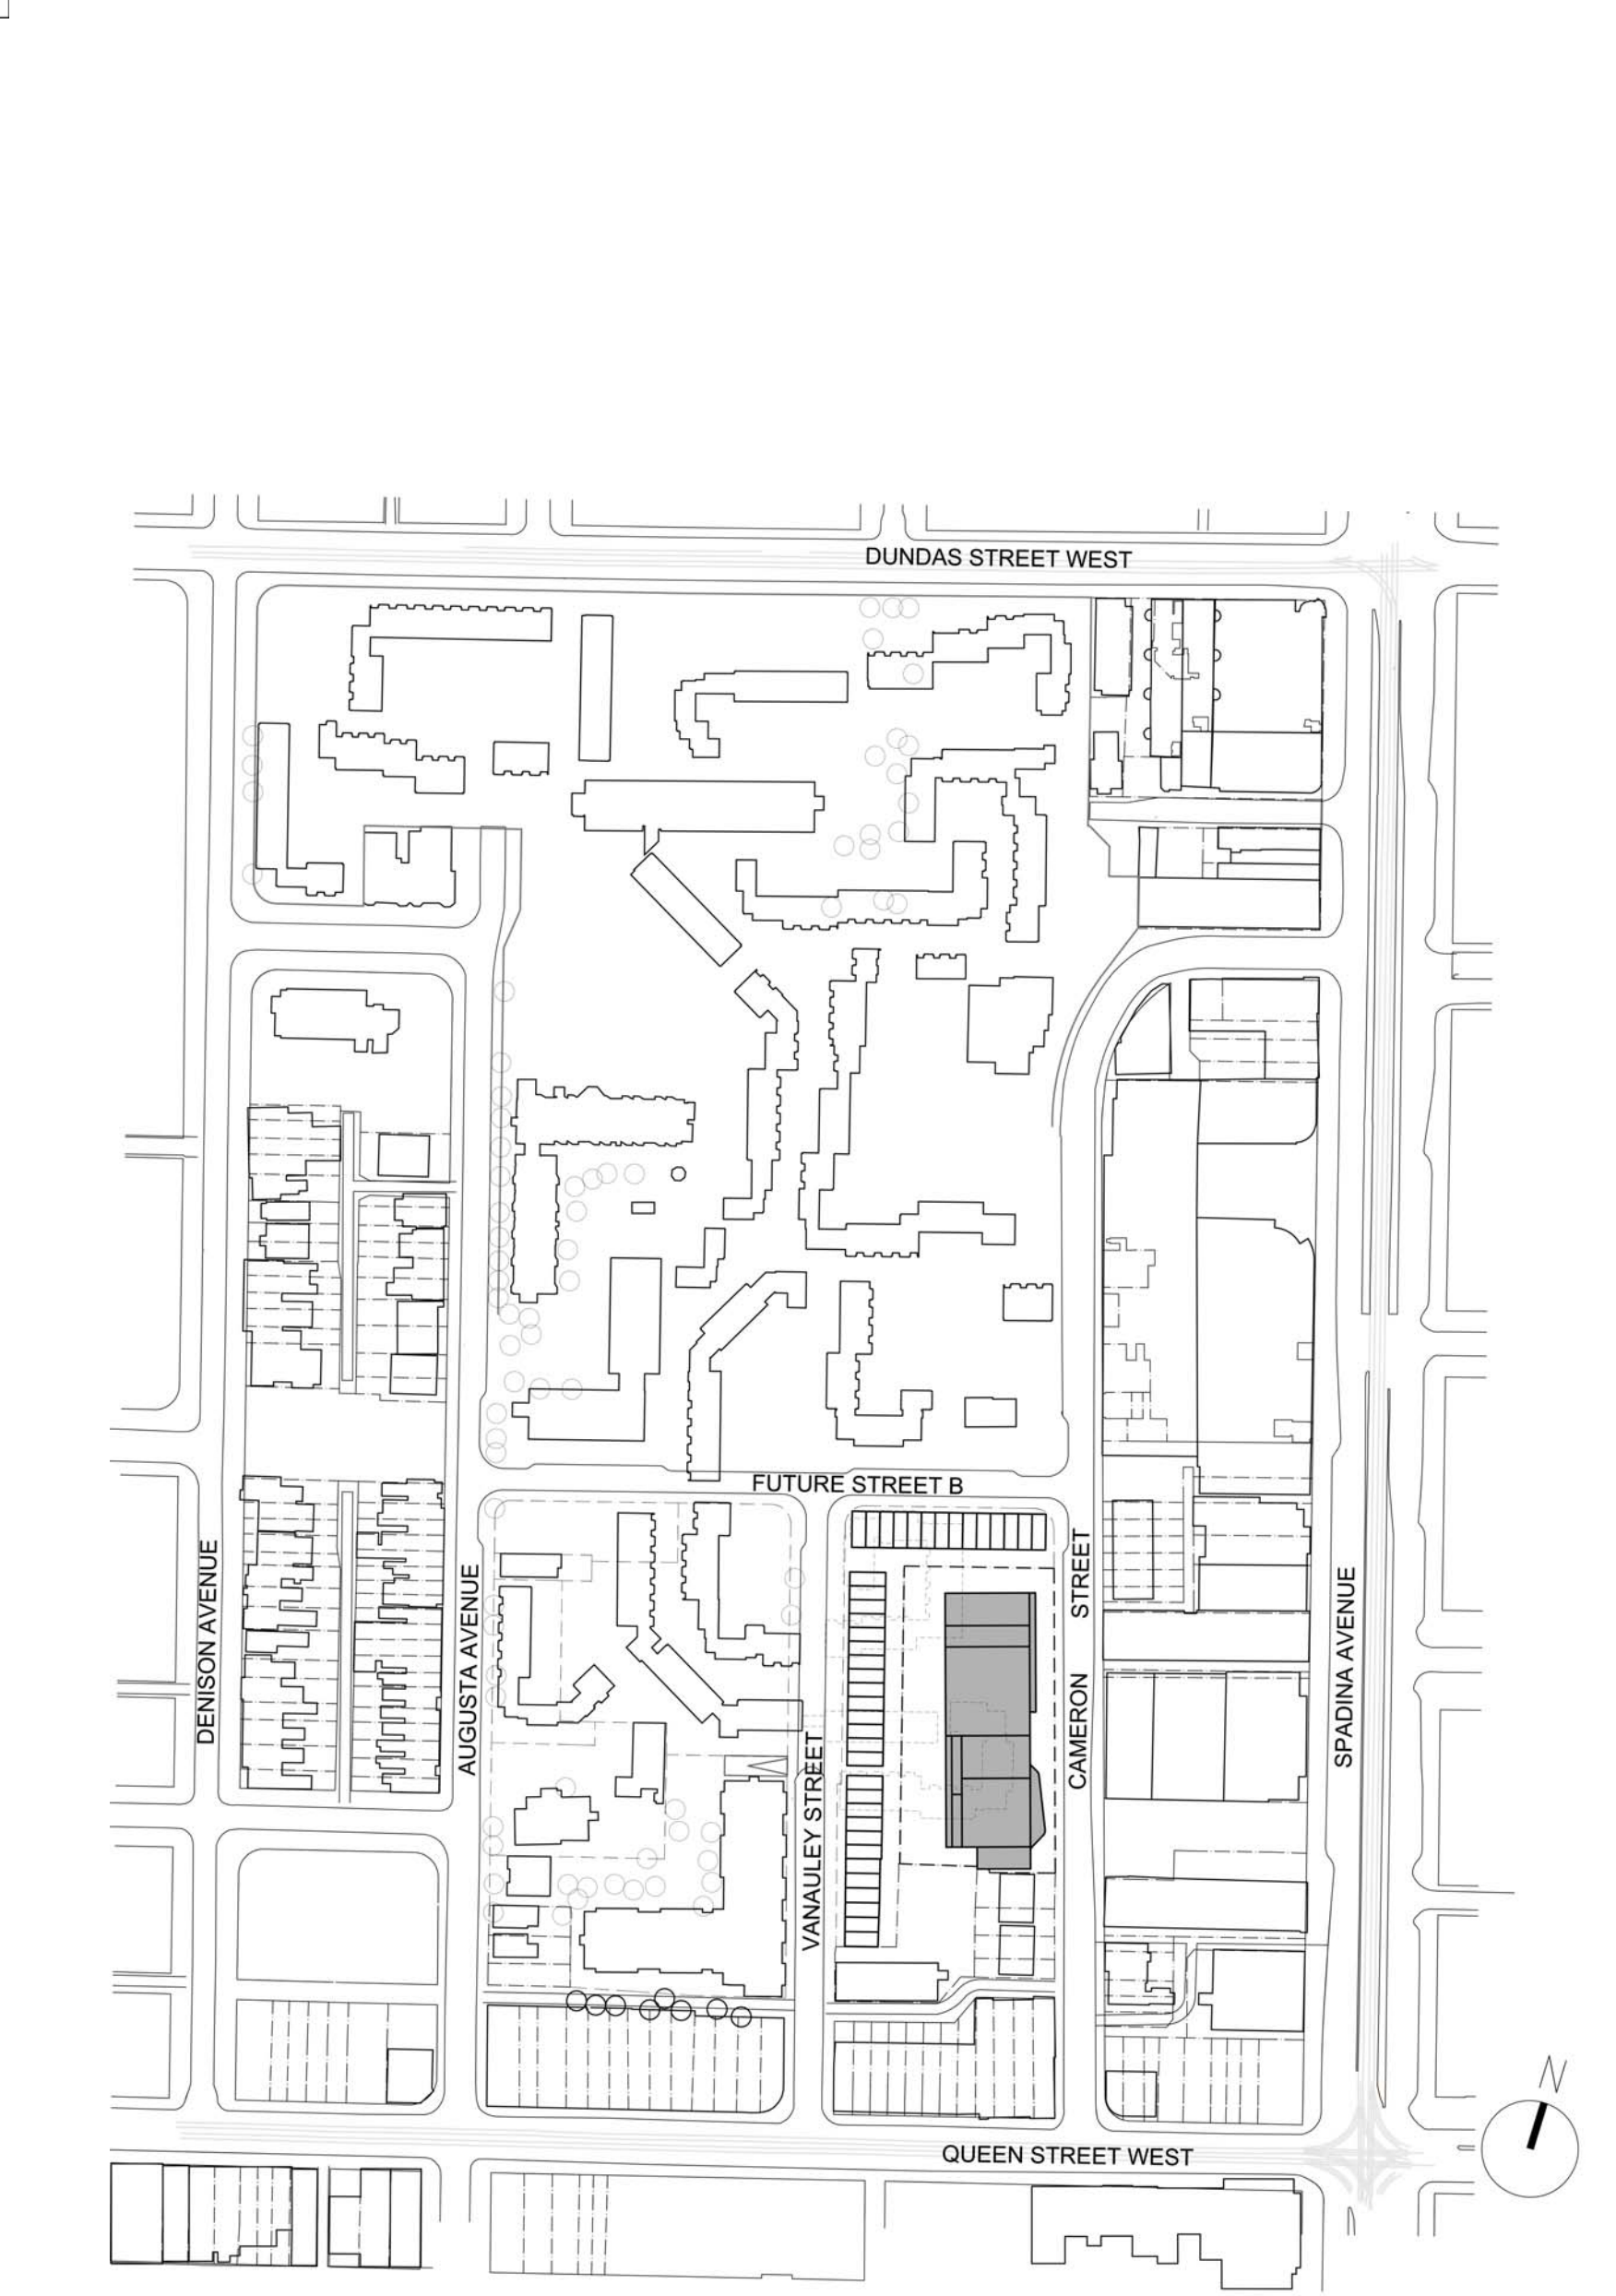 DUNDAS STREET WEST
FUTURE STREET B
DENISON AVENUE
AUGUSTA AVENUE
VANAULEY STREET
CAMERON STREET
SPADINA AVENUE
QUEEN STREET WEST
N